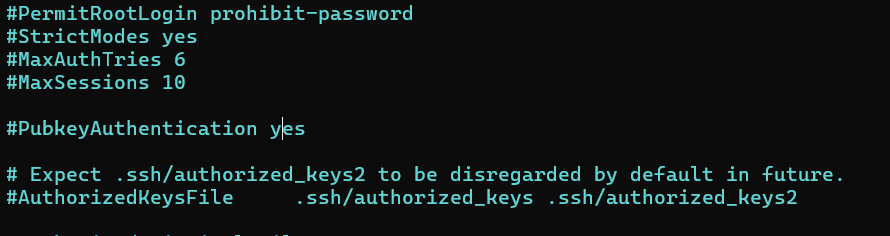 #PermitRootLogin prohibit-password
#StrictModes yes
#MaxAuthTries 6
#MaxSessions 10
#PubkeyAuthentication yes
# Expect .ssh/authorized_keys2 to be disregarded by default in future.
#AuthorizedKeysFile     .ssh/authorized_keys .ssh/authorized_keys2